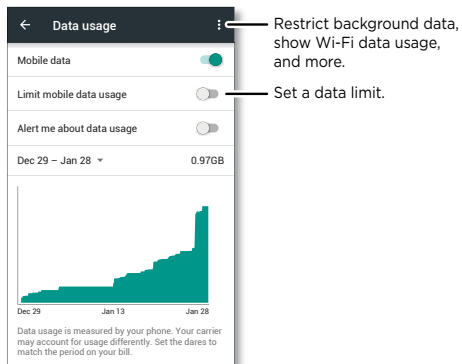 Data usage
Restrict background data,
show Wi-Fi data usage,
and more.
Mobile data
Limit mobile data usage
Set a data limit.
Alert me about data usage
Dec 29 – Jan 28
0.97GB
Dec 29
Jan 13
Jan 28
Data usage is measured by your phone. Your carrier
may account for usage differently. Set the dares to
match the period on your bill.